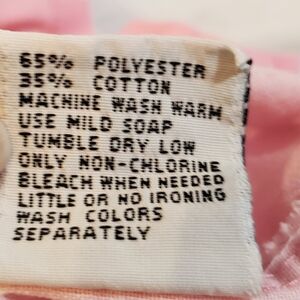 65% POLYESTER
35% COTTON
MACHINE WASH WARM
USE MILD SOAP
TUMBLE DRY LOW
ONLY NON-CHLORINE
BLEACH WHEN NEEDED
LITTLE OR NO IRONING
WASH COLORS
SEPARATELY